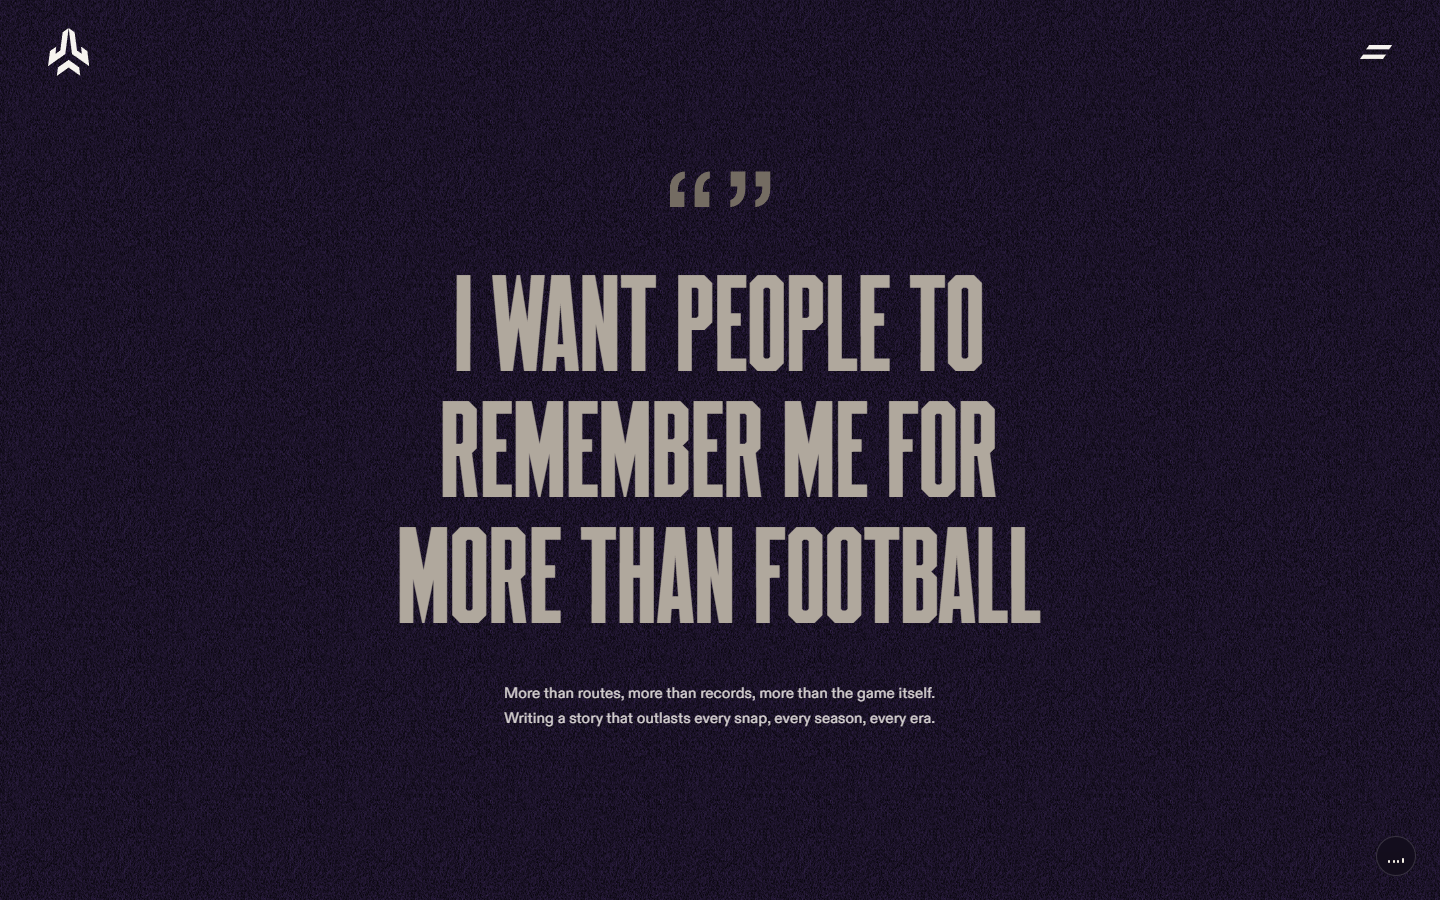 “ ”
I WANT PEOPLE TO
REMEMBER ME FOR
MORE THAN FOOTBALL
More than routes, more than records, more than the game itself.
Writing a story that outlasts every snap, every season, every era.